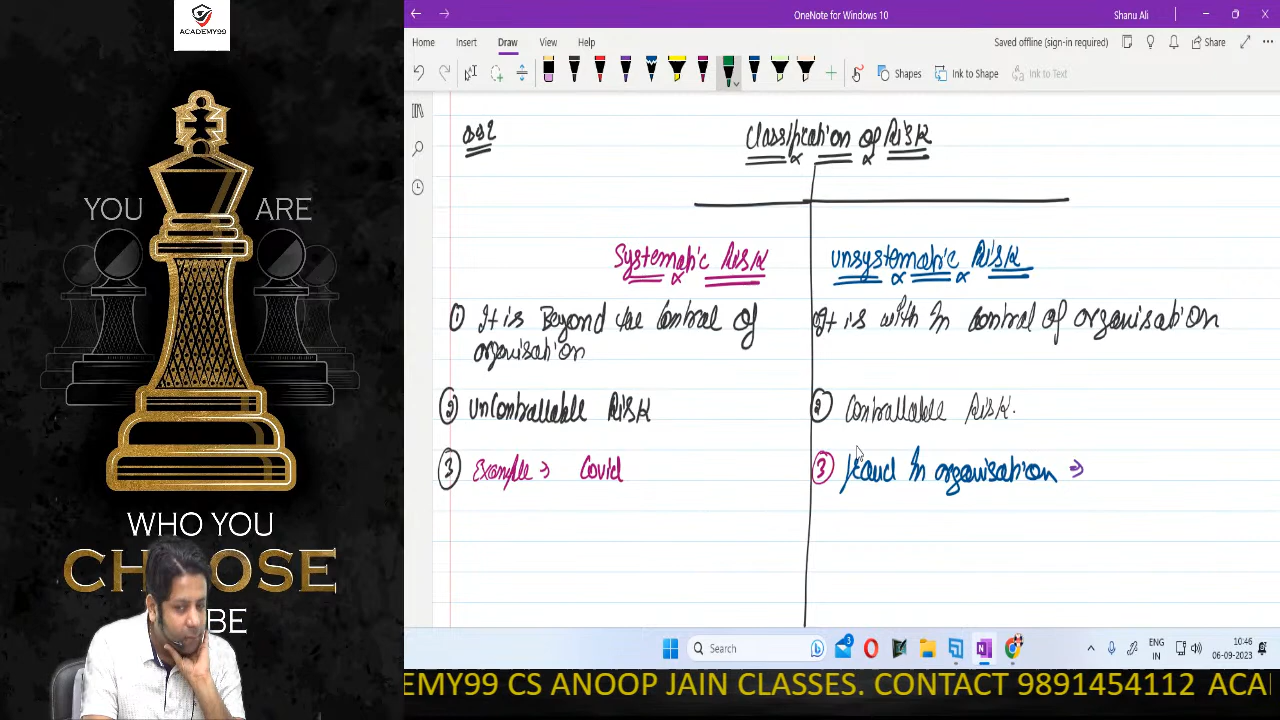 ACADEMY99
YOU ARE
WHO YOU
CHOOSE
BE
OneNote for Windows 10
Shanu Ali
Home Insert Draw View Help
Saved offline (sign-in required)
Share
Shapes
Ink to Shape
Ink to Text
Classification of Risk
Systematic Risk
unsystematic Risk
① It is Beyond the Control of
organisation
It is with in control of organisation
② unControllable Risk
② Controllable Risk.
③ Example ⇒ Covid
③ fraud In organisation ⇒
Search
3
ENG
IN
10:46
06-09-2023
EMY99 CS ANOOP JAIN CLASSES. CONTACT 9891454112 ACA